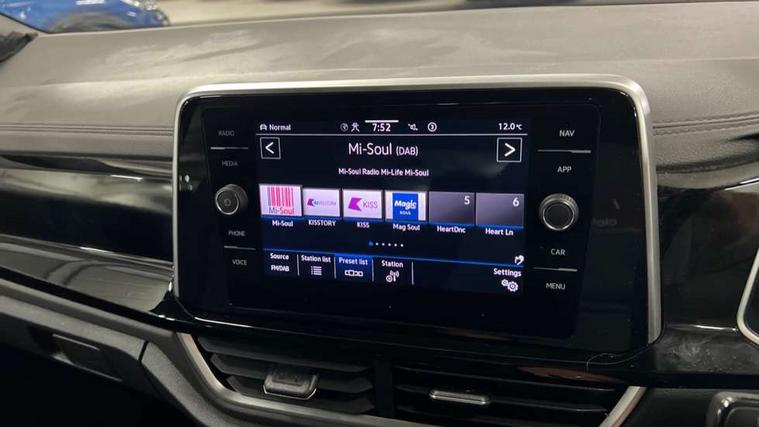 RADIO
MEDIA
PHONE
VOICE
Normal 7:52 12.0°C
Mi-Soul (DAB)
Mi-Soul Radio Mi-Life Mi-Soul
Mi-Soul KISSTORY KISS Magic SOUL 5 6
Mi-Soul KISSTORY KISS Mag Soul HeartDnc Heart Ln
Source Station list Preset list Station Settings
FM/DAB
NAV
APP
CAR
MENU